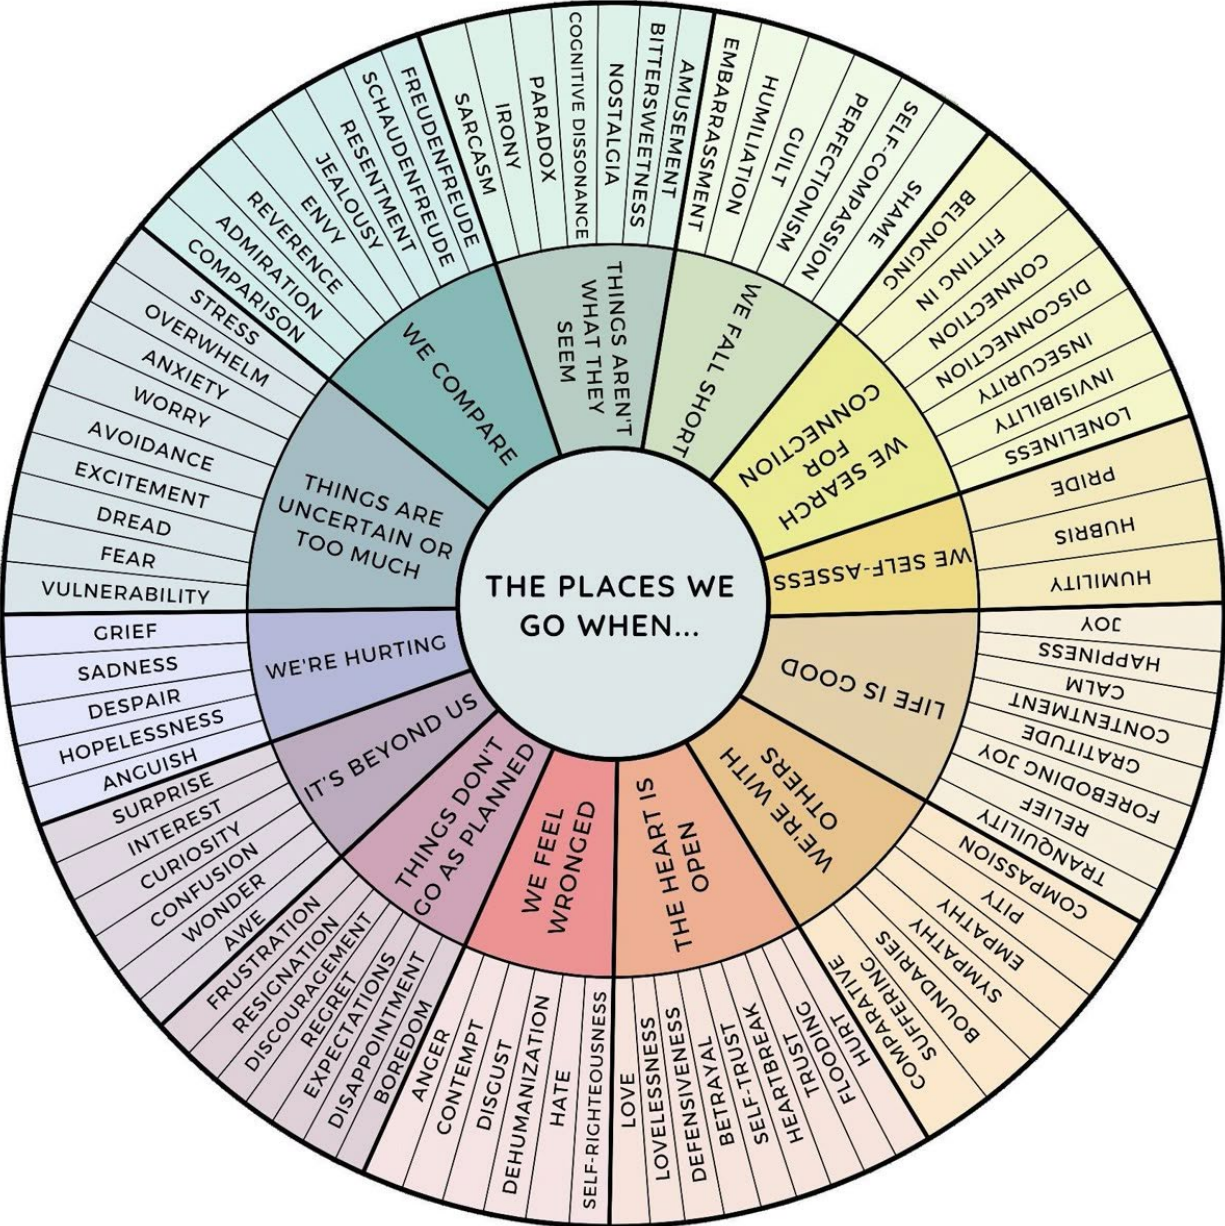 THE PLACES WE
GO WHEN...
THINGS AREN'T
WHAT THEY
SEEM
SARCASM
IRONY
PARADOX
COGNITIVE DISSONANCE
NOSTALGIA
BITTERSWEETNESS
AMUSEMENT
WE FALL SHORT
EMBARRASSMENT
HUMILIATION
GUILT
PERFECTIONISM
SELF-COMPASSION
SHAME
WE SEARCH
FOR
CONNECTION
BELONGING
FITTING IN
CONNECTION
DISCONNECTION
INSECURITY
INVISIBILITY
LONELINESS
WE SELF-ASSESS
PRIDE
HUBRIS
HUMILITY
LIFE IS GOOD
JOY
HAPPINESS
CALM
CONTENTMENT
GRATITUDE
FOREBODING JOY
RELIEF
TRANQUILITY
WE'RE WITH
OTHERS
COMPASSION
PITY
EMPATHY
SYMPATHY
BOUNDARIES
COMPARATIVE
SUFFERING
THE HEART IS
OPEN
HURT
FLOODING
TRUST
HEARTBREAK
SELF-TRUST
BETRAYAL
DEFENSIVENESS
LOVELESSNESS
LOVE
WE FEEL
WRONGED
SELF-RIGHTEOUSNESS
HATE
DEHUMANIZATION
DISGUST
CONTEMPT
ANGER
THINGS DON'T
GO AS PLANNED
BOREDOM
DISAPPOINTMENT
EXPECTATIONS
REGRET
DISCOURAGEMENT
RESIGNATION
FRUSTRATION
IT'S BEYOND US
AWE
WONDER
CONFUSION
CURIOSITY
INTEREST
SURPRISE
WE'RE HURTING
ANGUISH
HOPELESSNESS
DESPAIR
SADNESS
GRIEF
THINGS ARE
UNCERTAIN OR
TOO MUCH
VULNERABILITY
FEAR
DREAD
EXCITEMENT
AVOIDANCE
WORRY
ANXIETY
OVERWHELM
STRESS
WE COMPARE
COMPARISON
ADMIRATION
REVERENCE
ENVY
JEALOUSY
RESENTMENT
SCHAUDENFREUDE
FREUDENFREUDE